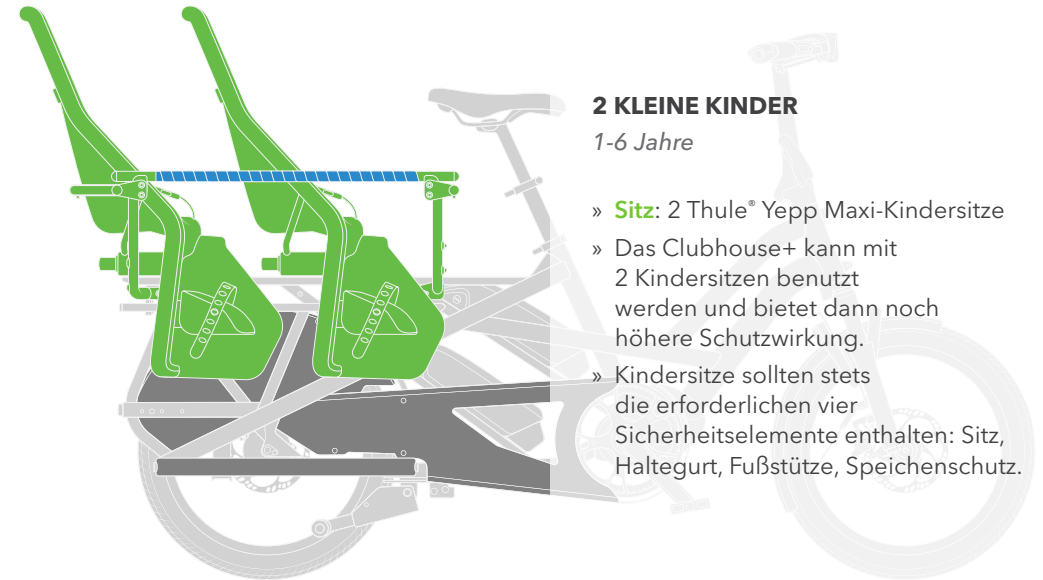 2 KLEINE KINDER
1-6 Jahre
» Sitz: 2 Thule® Yepp Maxi-Kindersitze
» Das Clubhouse+ kann mit
2 Kindersitzen benutzt
werden und bietet dann noch
höhere Schutzwirkung.
» Kindersitze sollten stets
die erforderlichen vier
Sicherheitselemente enthalten: Sitz,
Haltegurt, Fußstütze, Speichenschutz.